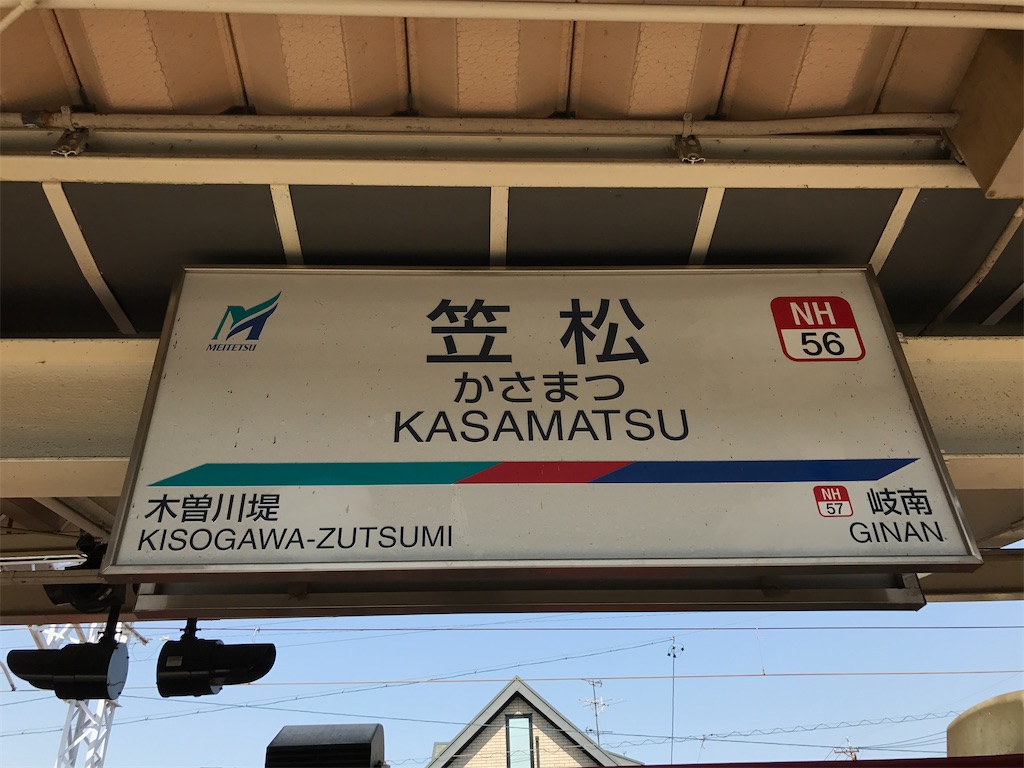 MEITETSU
笠松
かさまつ
KASAMATSU
NH
56
木曽川堤
KISOGAWA-ZUTSUMI
NH
57
岐南
GINAN